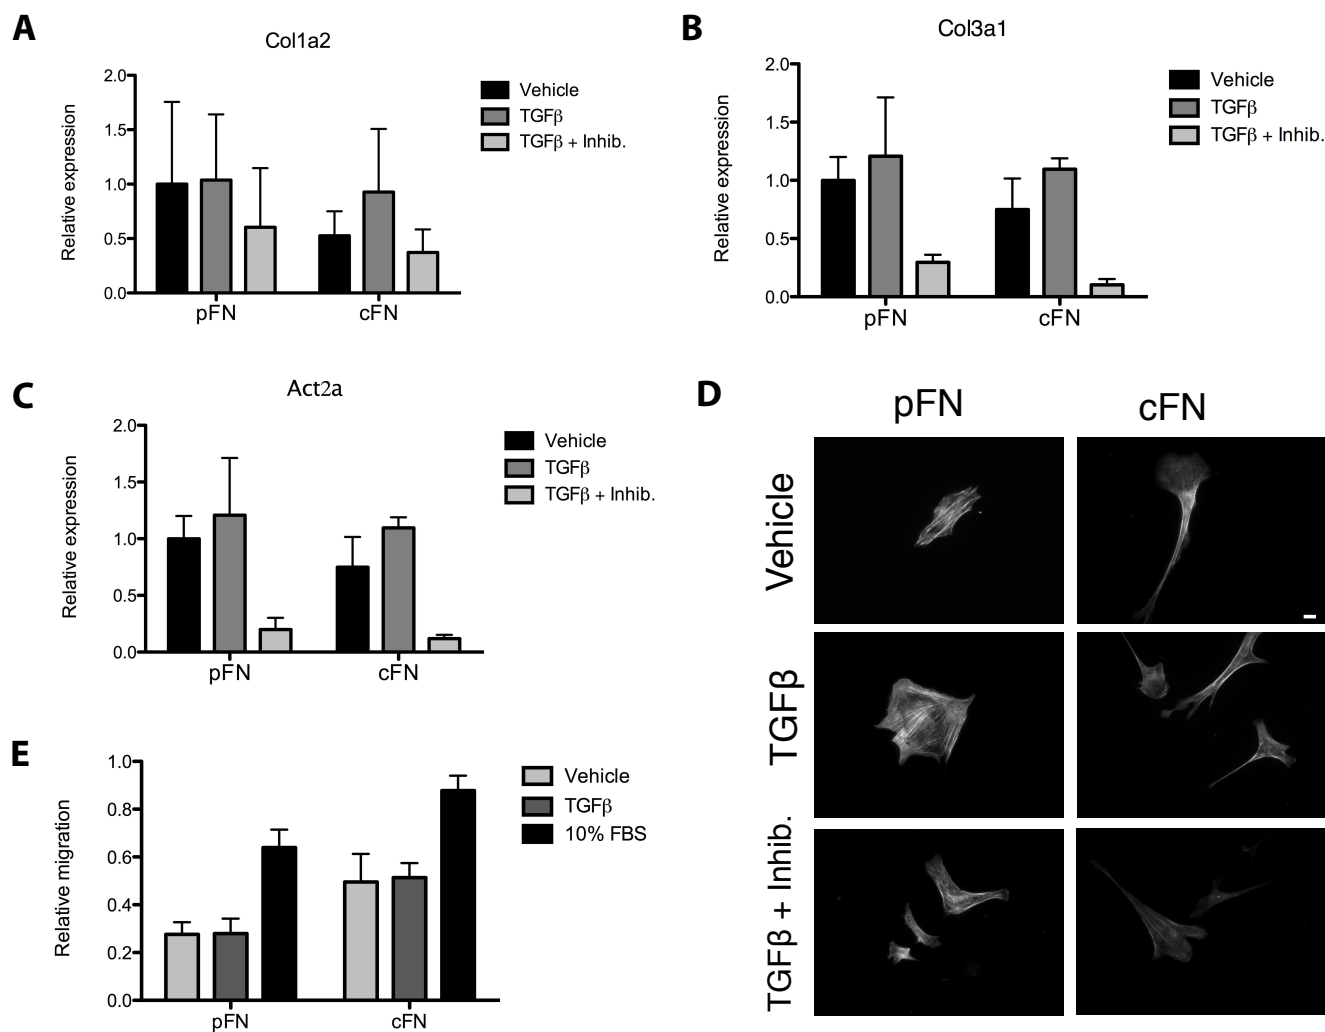 A
Col1a2
2.0
1.5
1.0
0.5
0.0
Relative expression
pFN
cFN
Vehicle
TGFβ
TGFβ + Inhib.
B
Col3a1
2.0
1.5
1.0
0.5
0.0
Relative expression
pFN
cFN
Vehicle
TGFβ
TGFβ + Inhib.
C
Act2a
2.0
1.5
1.0
0.5
0.0
Relative expression
pFN
cFN
Vehicle
TGFβ
TGFβ + Inhib.
D
pFN
cFN
Vehicle
TGFβ
TGFβ + Inhib.
E
1.0
0.8
0.6
0.4
0.2
0.0
Relative migration
pFN
cFN
Vehicle
TGFβ
10% FBS